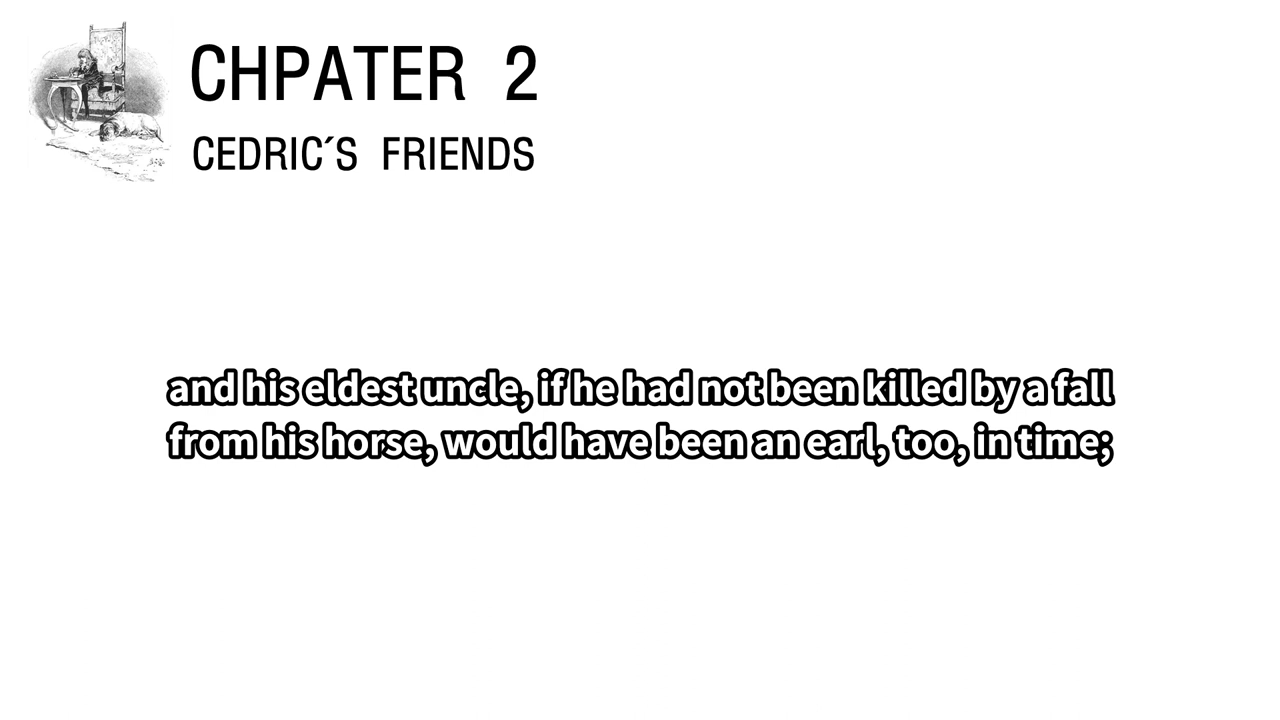 CHPATER 2
CEDRIC´S FRIENDS
and his eldest uncle, if he had not been killed by a fall
from his horse, would have been an earl, too, in time;